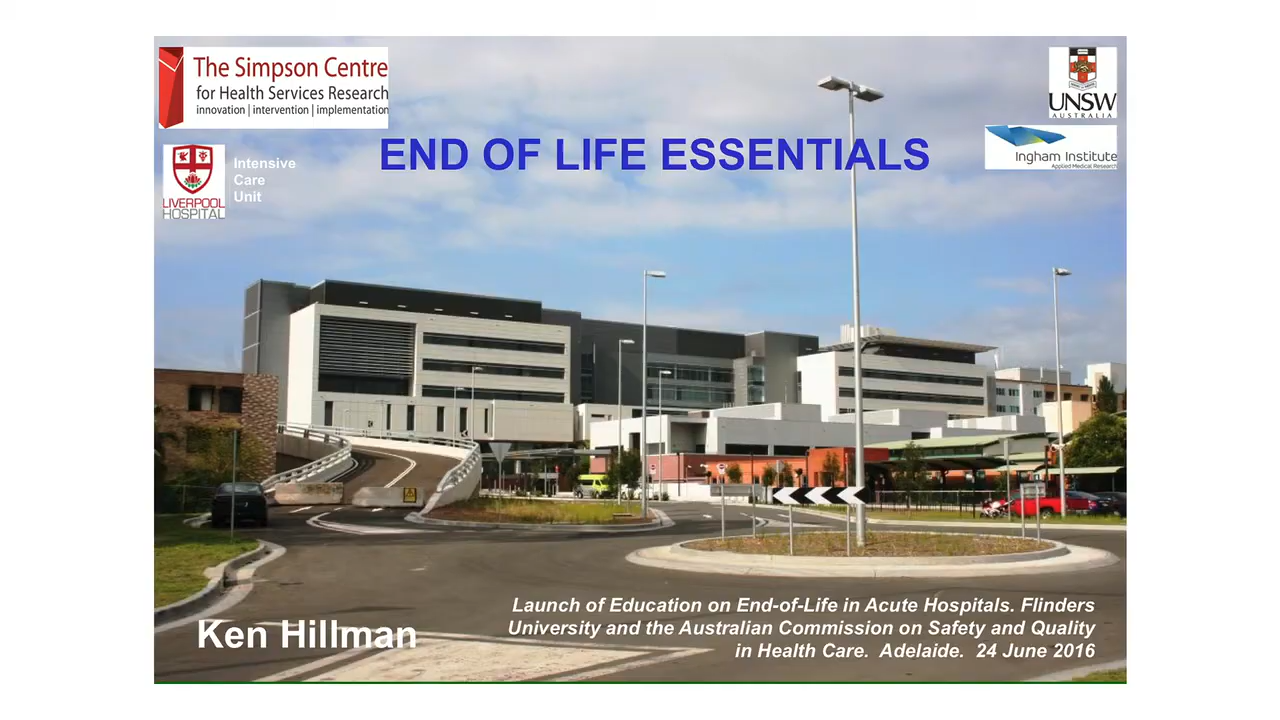 The Simpson Centre
for Health Services Research
innovation | intervention | implementation
UNSW
AUSTRALIA
Ingham Institute
Applied Medical Research
END OF LIFE ESSENTIALS
LIVERPOOL
HOSPITAL
Intensive
Care
Unit
Ken Hillman
Launch of Education on End-of-Life in Acute Hospitals. Flinders
University and the Australian Commission on Safety and Quality
in Health Care. Adelaide. 24 June 2016